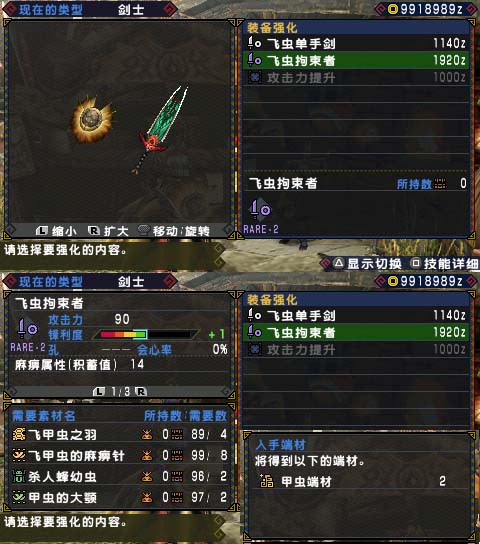 现在的类型 剑士
9918989z
装备强化
飞虫单手剑 1140z
飞虫拘束者 1920z
攻击力提升 1000z
飞虫拘束者 所持数 0
RARE-2
L 缩小 R 扩大 移动/旋转
请选择要强化的内容。
△ 显示切换 □ 技能详细
现在的类型 剑士
9918989z
飞虫拘束者
攻击力 90
锋利度 +1
RARE-2
孔 --- 会心率 0%
麻痹属性(积蓄值) 14
L 1/3 R
需要素材名 所持数/需要数
飞甲虫之羽 0 89/ 4
飞甲虫的麻痹针 0 99/ 8
杀人蜂幼虫 0 96/ 2
甲虫的大颚 0 97/ 2
请选择要强化的内容。
装备强化
飞虫单手剑 1140z
飞虫拘束者 1920z
攻击力提升 1000z
入手端材
将得到以下的端材。
甲虫端材 2